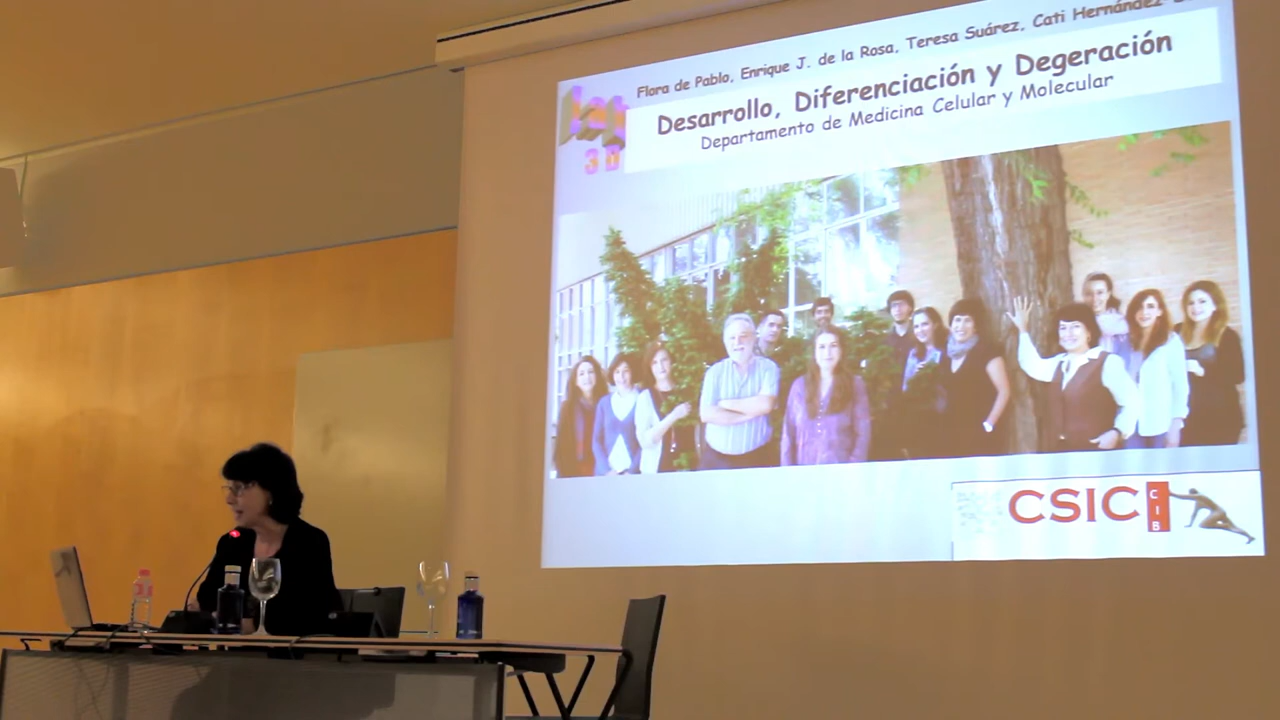 Flora de Pablo, Enrique J. de la Rosa, Teresa Suárez, Cati Hernández
Desarrollo, Diferenciación y Degeración
Departamento de Medicina Celular y Molecular
3D
CSIC
CIB